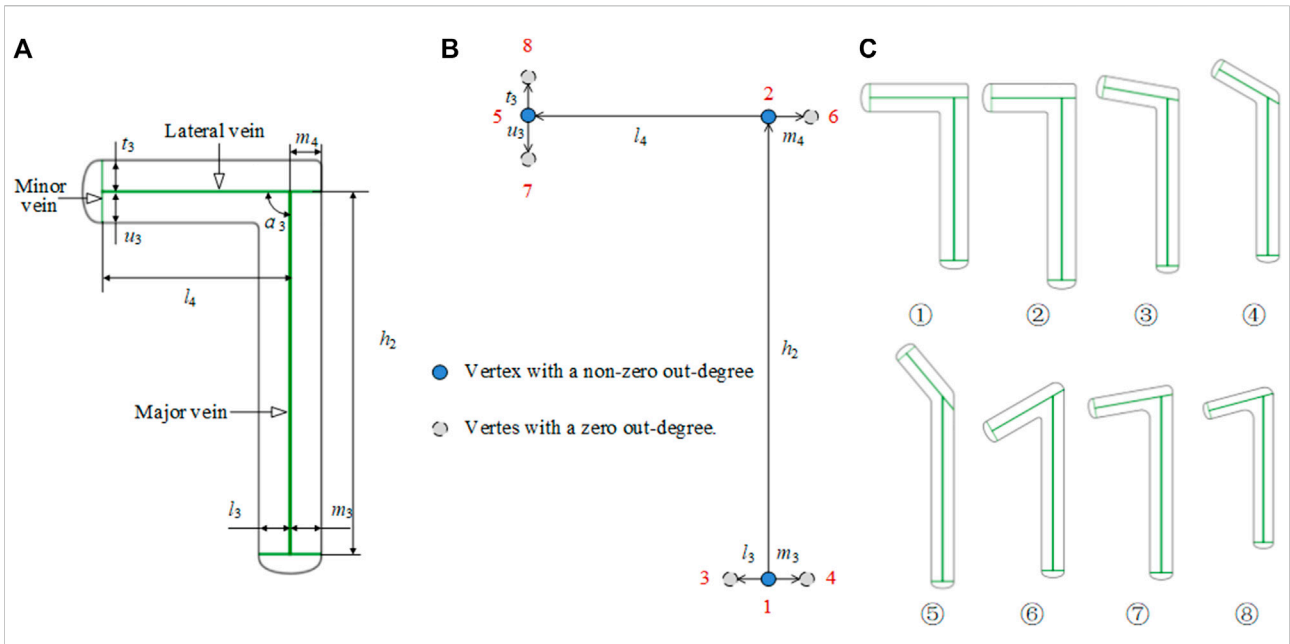 A
Lateral vein
t3
m4
Minor
vein
a3
u3
l4
h2
Major vein
l3
m3
B
8
t3
5
u3
7
l4
2
m4
6
h2
Vertex with a non-zero out-degree
Vertes with a zero out-degree.
l3
m3
3
4
1
C
①
②
③
④
⑤
⑥
⑦
⑧